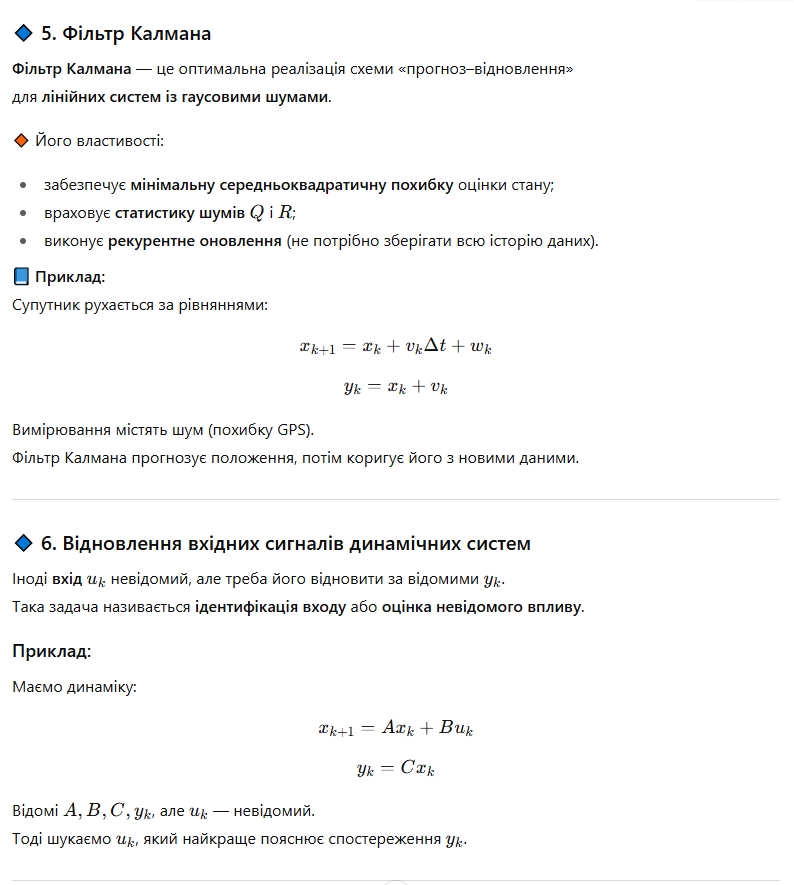 🔷 5. Фільтр Калмана
Фільтр Калмана — це оптимальна реалізація схеми «прогноз–відновлення»
для лінійних систем із гаусовими шумами.
🔶 Його властивості:
• забезпечує мінімальну середньоквадратичну похибку оцінки стану;
• враховує статистику шумів Q і R;
• виконує рекурентне оновлення (не потрібно зберігати всю історію даних).
📘 Приклад:
Супутник рухається за рівняннями:
x_{k+1} = x_k + v_kΔt + w_k
y_k = x_k + v_k
Вимірювання містять шум (похибку GPS).
Фільтр Калмана прогнозує положення, потім коригує його з новими даними.
🔷 6. Відновлення вхідних сигналів динамічних систем
Іноді вхід u_k невідомий, але треба його відновити за відомими y_k.
Така задача називається ідентифікація входу або оцінка невідомого впливу.
Приклад:
Маємо динаміку:
x_{k+1} = Ax_k + Bu_k
y_k = Cx_k
Відомі A, B, C, y_k, але u_k — невідомий.
Тоді шукаємо u_k, який найкраще пояснює спостереження y_k.